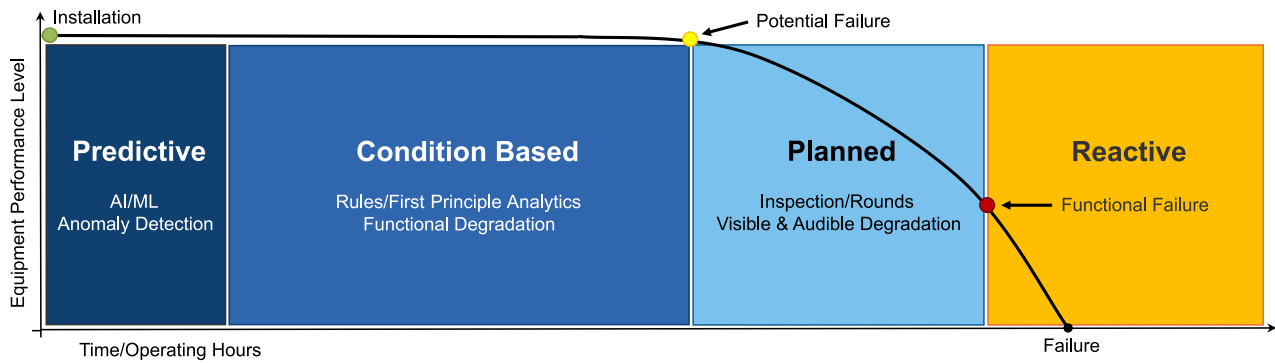 Installation
Potential Failure
Equipment Performance Level
Predictive
AI/ML
Anomaly Detection
Condition Based
Rules/First Principle Analytics
Functional Degradation
Planned
Inspection/Rounds
Visible & Audible Degradation
Reactive
Functional Failure
Time/Operating Hours
Failure